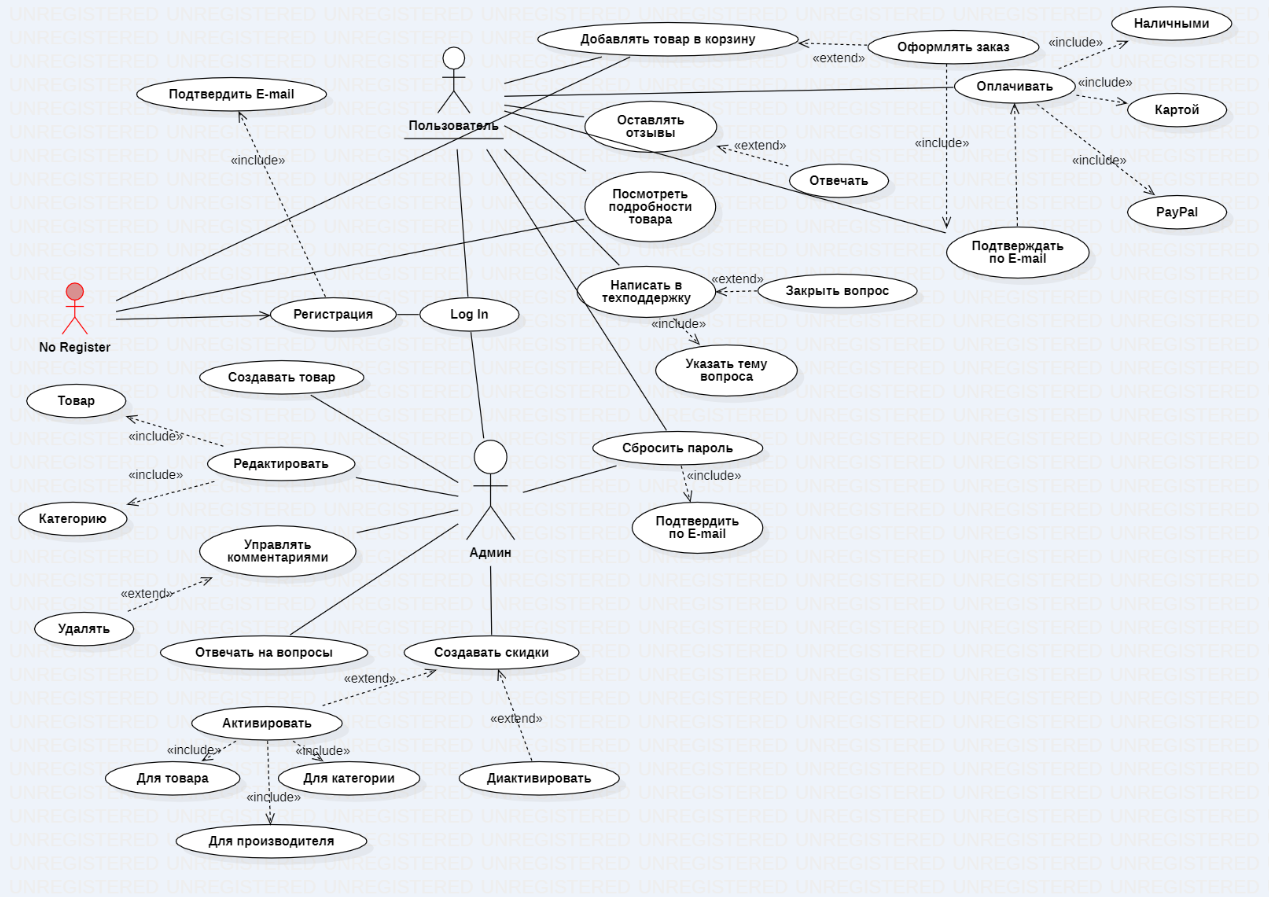 Наличными
Добавлять товар в корзину
Оформлять заказ
«include»
«extend»
Оплачивать
«include»
Подтвердить E-mail
Карт​ой
Оставлять
отзывы
Пользователь
«include»
«extend»
«include»
«include»
Отвечать
Посмотреть
подробности
товара
PayPal
Подтверждать
по E-mail
Написать в
техподдержку
«extend»
Закрыть вопрос
Регистрация
Log In
«include»
No Register
Указать тему
вопроса
Создавать товар
Товар
«include»
Сбросить пароль
Редактировать
«include»
«include»
Категорию
Подтвердить
по E-mail
Управлять
комментариями
Админ
«extend»
Удалять
Отвечать на вопросы
Создавать скидки
«extend»
Активировать
«extend»
«include»
«include»
Для товара
Для категории
Диактивировать
«include»
Для производителя